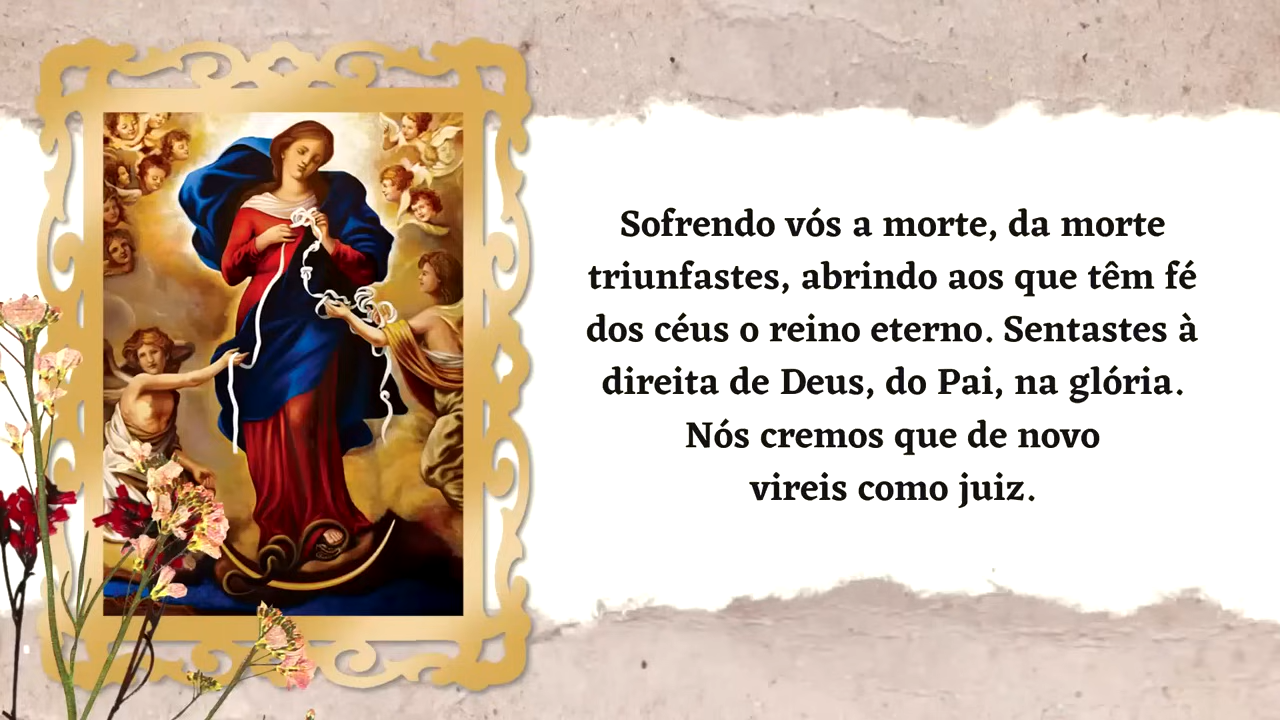 Sofrendo vós a morte, da morte
triunfastes, abrindo aos que têm fé
dos céus o reino eterno. Sentastes à
direita de Deus, do Pai, na glória.
Nós cremos que de novo
vireis como juiz.